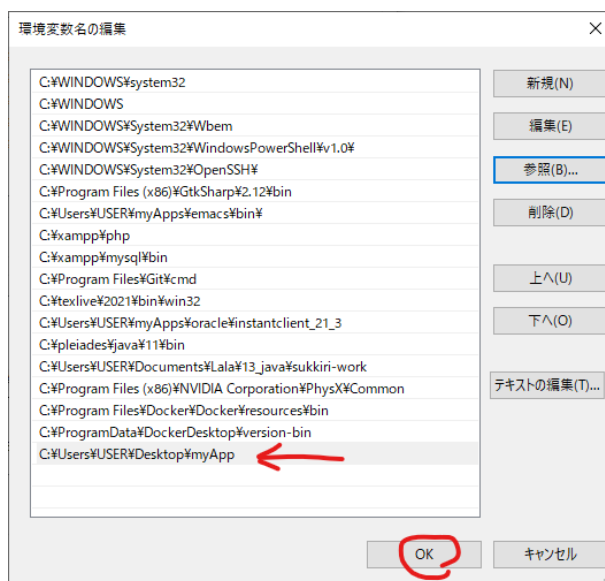 環境変数名の編集
C:¥WINDOWS¥system32
C:¥WINDOWS
C:¥WINDOWS¥System32¥Wbem
C:¥WINDOWS¥System32¥WindowsPowerShell¥v1.0¥
C:¥WINDOWS¥System32¥OpenSSH¥
C:¥Program Files (x86)¥GtkSharp¥2.12¥bin
C:¥Users¥USER¥myApps¥emacs¥bin¥
C:¥xampp¥php
C:¥xampp¥mysql¥bin
C:¥Program Files¥Git¥cmd
C:¥texlive¥2021¥bin¥win32
C:¥Users¥USER¥myApps¥oracle¥instantclient_21_3
C:¥pleiades¥java¥11¥bin
C:¥Users¥USER¥Documents¥Lala¥13_java¥sukkiri-work
C:¥Program Files (x86)¥NVIDIA Corporation¥PhysX¥Common
C:¥Program Files¥Docker¥Docker¥resources¥bin
C:¥ProgramData¥DockerDesktop¥version-bin
C:¥Users¥USER¥Desktop¥myApp
新規(N)
編集(E)
参照(B)...
削除(D)
上へ(U)
下へ(O)
テキストの編集(T)...
OK
キャンセル